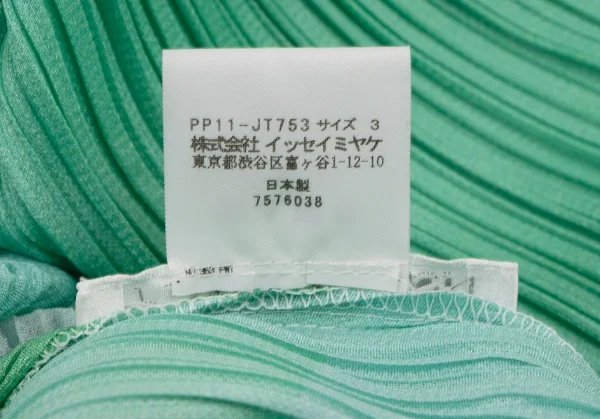 PP11-JT753 サイズ 3
株式会社 イッセイミヤケ
東京都渋谷区富ヶ谷1-12-10
日本製
7576038